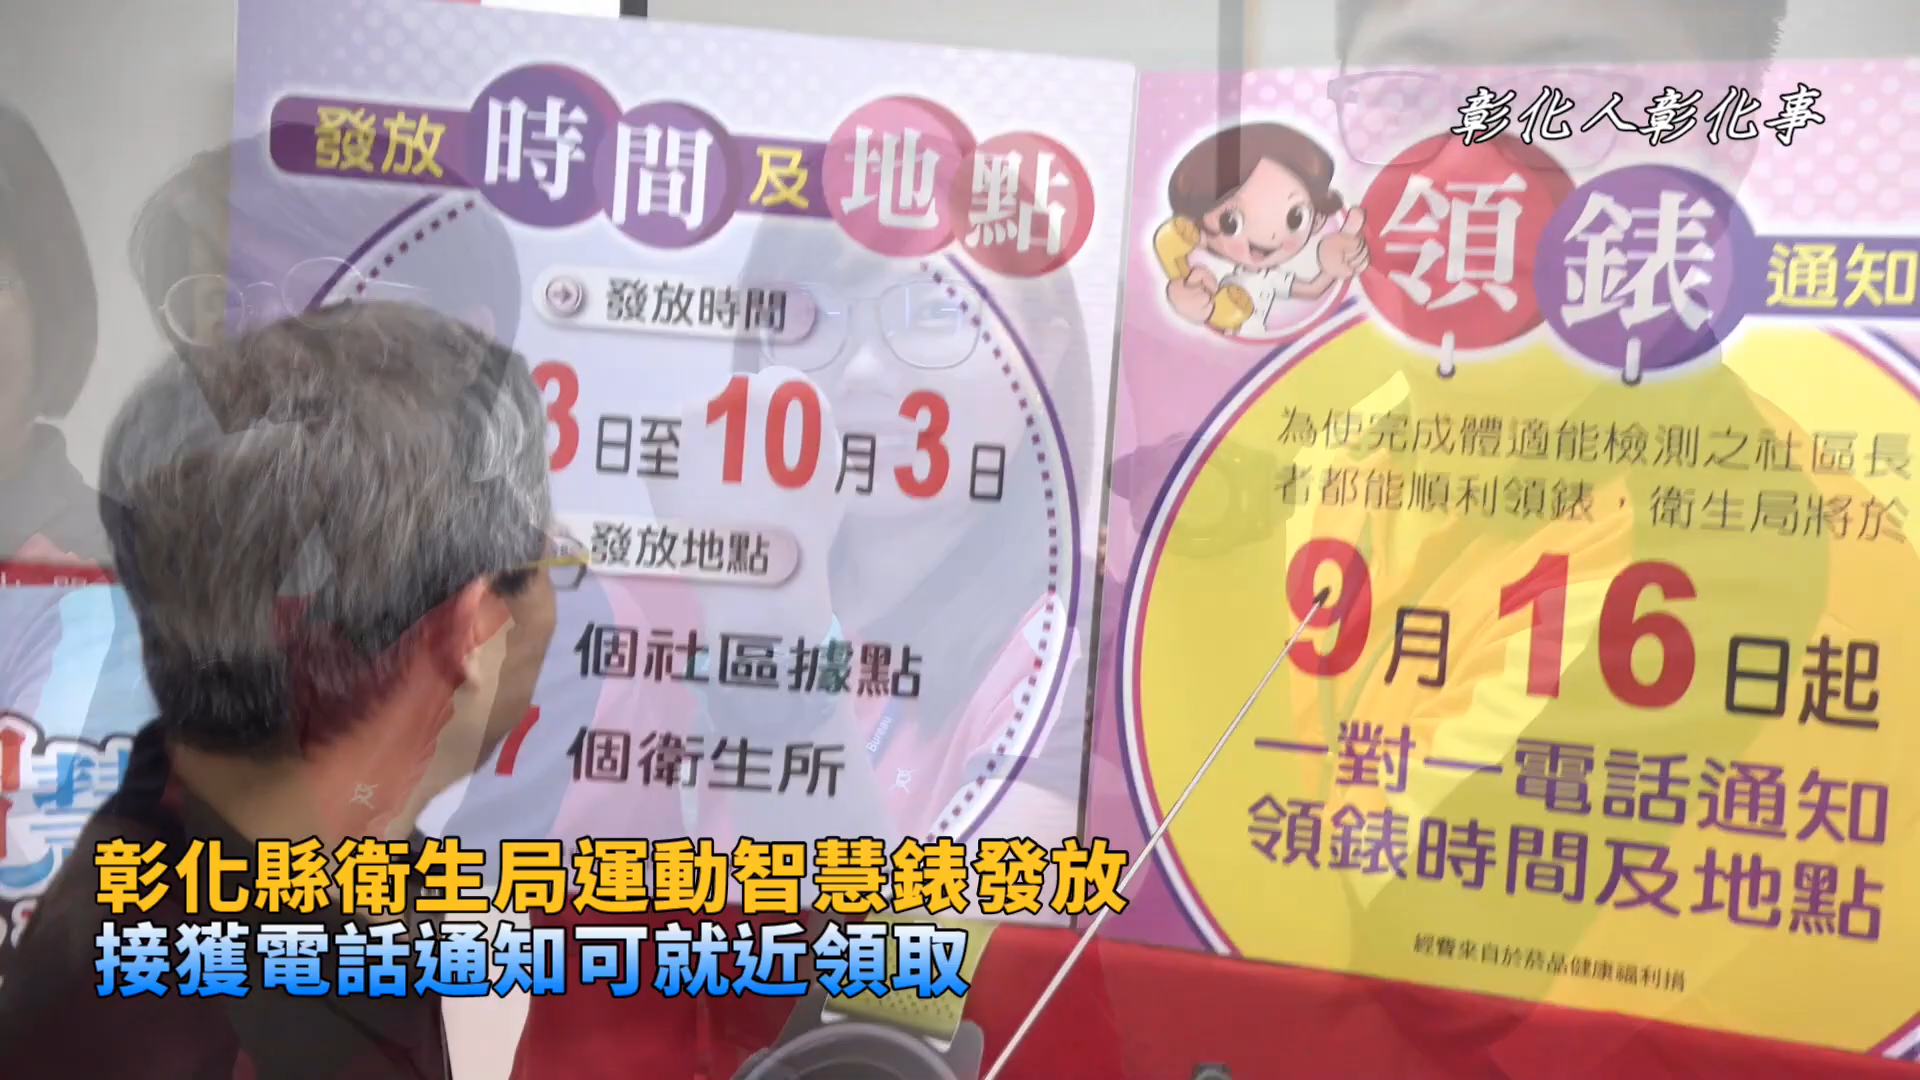 彰化人彰化事
發放時間及地點
發放時間
3日至10月3日
發放地點
個社區據點
7個衛生所
領錶通知
為使完成體適能檢測之社區長
者都能順利領錶，衛生局將於
9月16日起
一對一電話通知
領錶時間及地點
經費來自於菸品健康福利捐
Bureau
彰化縣衛生局運動智慧錶發放
接獲電話通知可就近領取